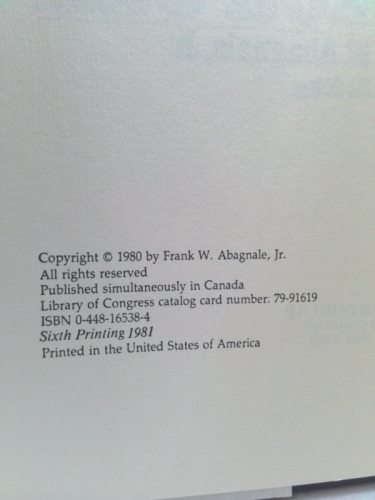 Copyright © 1980 by Frank W. Abagnale, Jr.
All rights reserved
Published simultaneously in Canada
Library of Congress catalog card number: 79-91619
ISBN 0-448-16538-4
Sixth Printing 1981
Printed in the United States of America